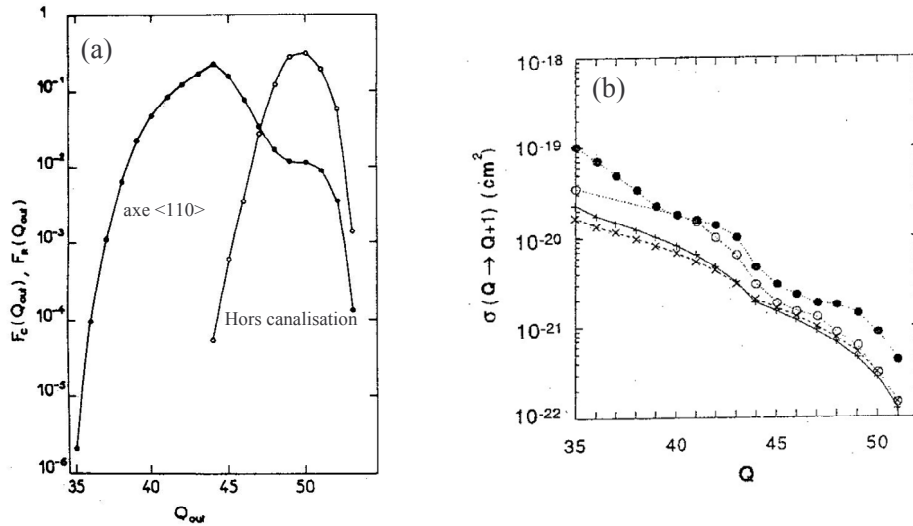 (a)
F_C(Q_out), F_R(Q_out)
1
10⁻¹
10⁻²
10⁻³
10⁻⁴
10⁻⁵
10⁻⁶
axe <110>
Hors canalisation
35 40 45 50
Q_out
(b)
σ (Q → Q+1) (cm²)
10⁻¹⁸
10⁻¹⁹
10⁻²⁰
10⁻²¹
10⁻²²
35 40 45 50
Q